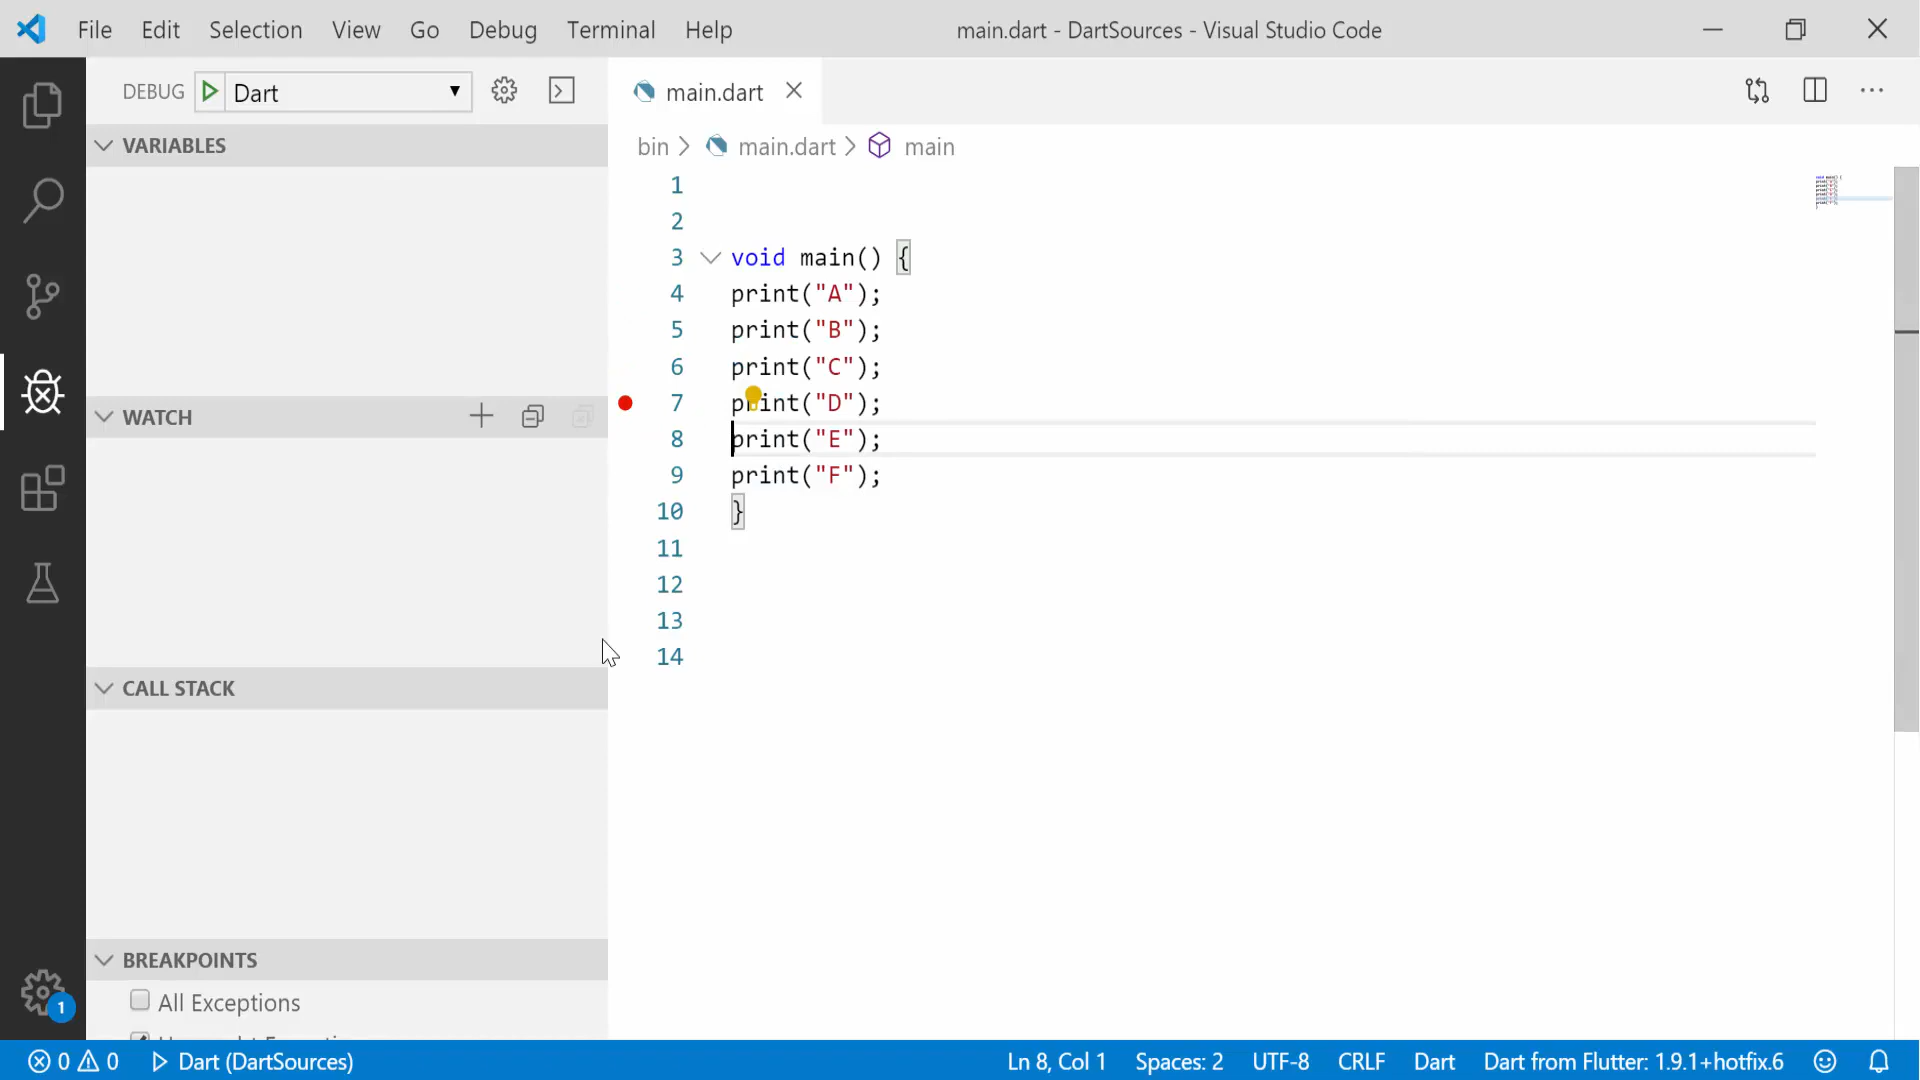 File Edit Selection View Go Debug Terminal Help main.dart - DartSources - Visual Studio Code
DEBUG Dart
main.dart
VARIABLES
bin main.dart main
1
2
3 void main() {
4 print("A");
5 print("B");
6 print("C");
WATCH
7 print("D");
8 print("E");
9 print("F");
10 }
11
12
13
14
CALL STACK
BREAKPOINTS
All Exceptions
1
0 0 Dart (DartSources) Ln 8, Col 1 Spaces: 2 UTF-8 CRLF Dart Dart from Flutter: 1.9.1+hotfix.6